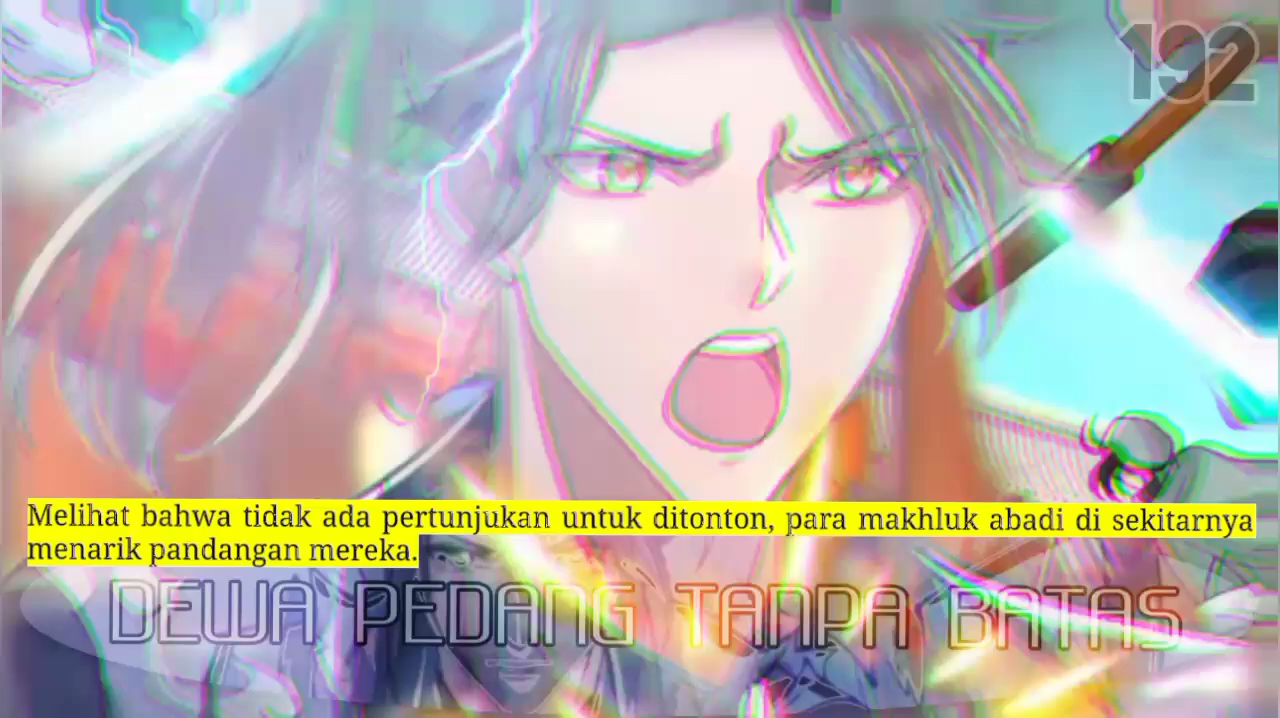 192
Melihat bahwa tidak ada pertunjukan untuk ditonton, para makhluk abadi di sekitarnya
menarik pandangan mereka.
DEWA PEDANG TANPA BATAS